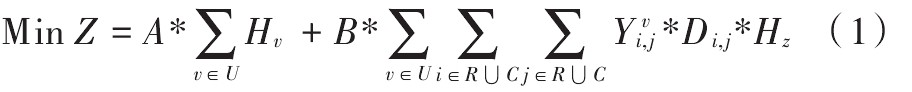 Min Z = A*∑_{v∈U} H_v + B*∑_{v∈U} ∑_{i∈R∪C} ∑_{j∈R∪C} Y^v_{i,j}*D_{i,j}*H_z (1)